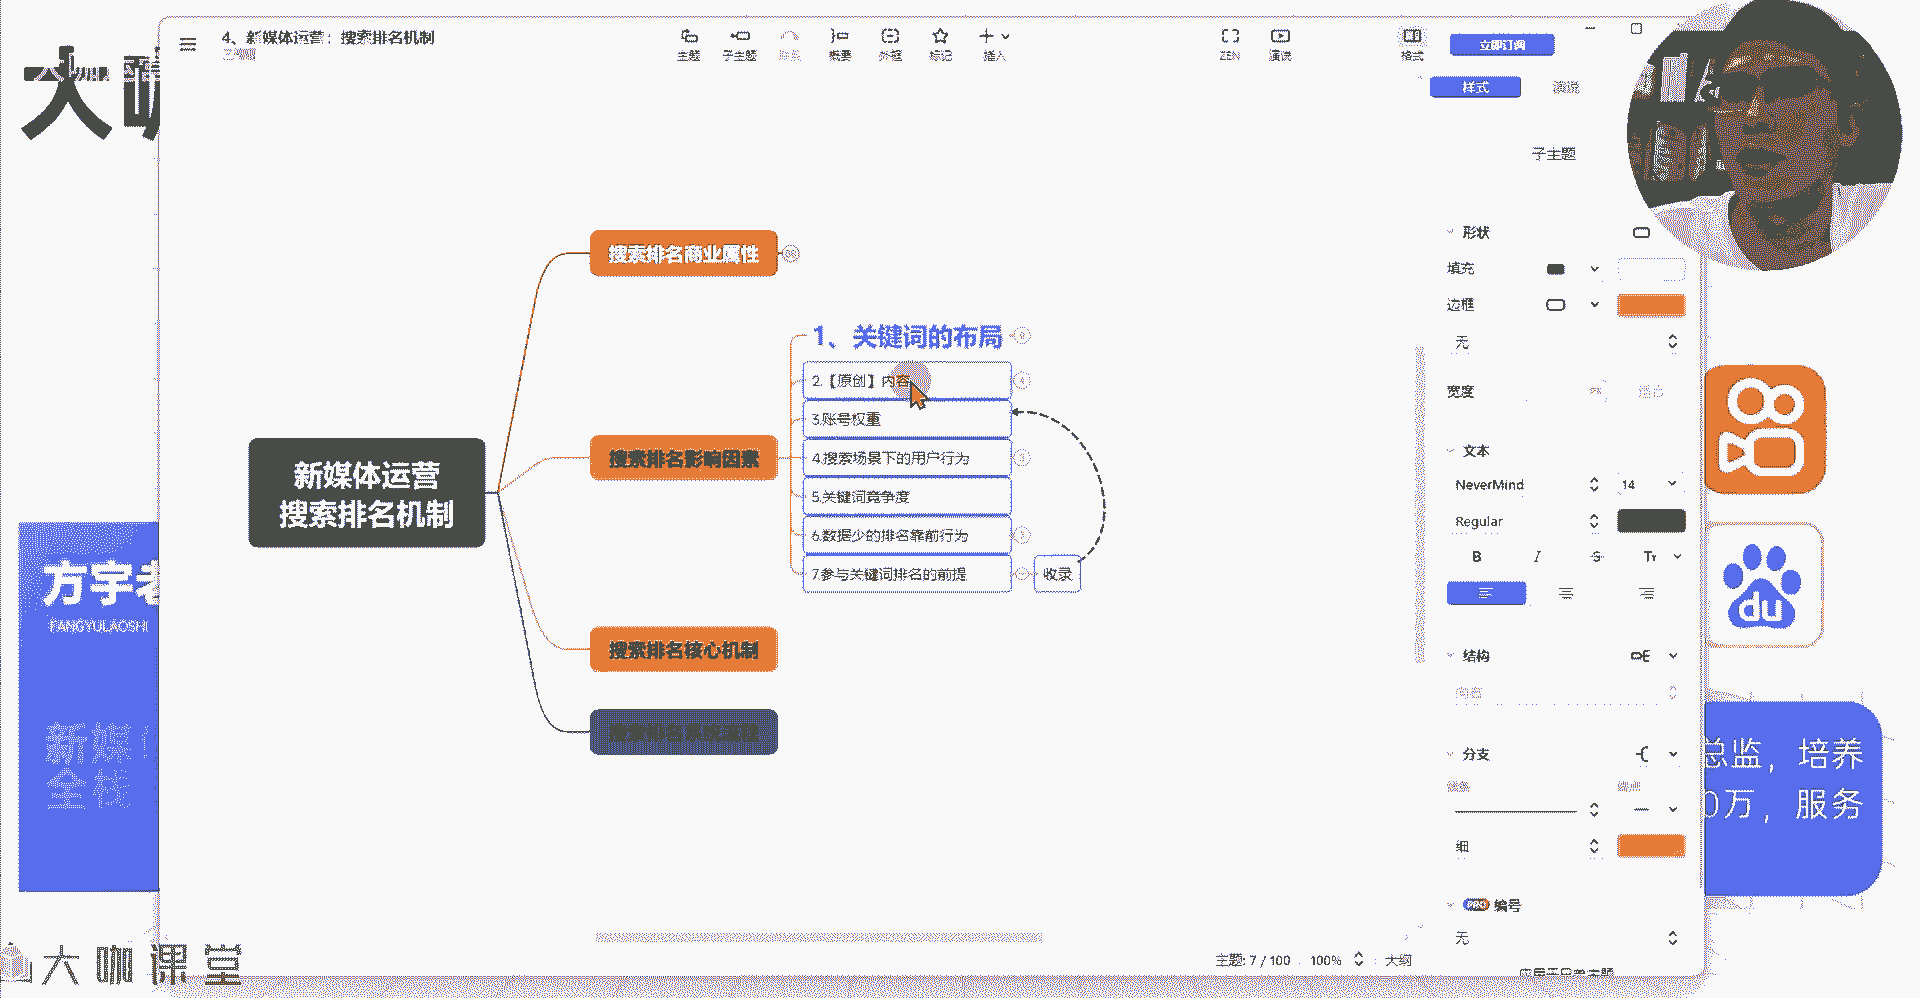 4、新媒体运营：搜索排名机制
主题
子主题
概要
外框
标记
插入
ZEN
演说
格式
立即订阅
样式
演说
子主题
大咖
搜索排名商业属性
1、关键词的布局
2.【原创】内容
3.账号权重
4.搜索场景下的用户行为
5.关键词竞争度
6.数据少的排名靠前行为
7.参与关键词排名的前提
收录
新媒体运营
搜索排名机制
搜索排名影响因素
搜索排名核心机制
形状
填充
边框
无
宽度
文本
NeverMind
14
Regular
B
I
S
Tт
结构
分支
细
编号
无
方宇老
FANGYULAOSHI
新媒
全栈
du
总监，培养
0万，服务
主题: 7 / 100
100%
大纲
大咖课堂